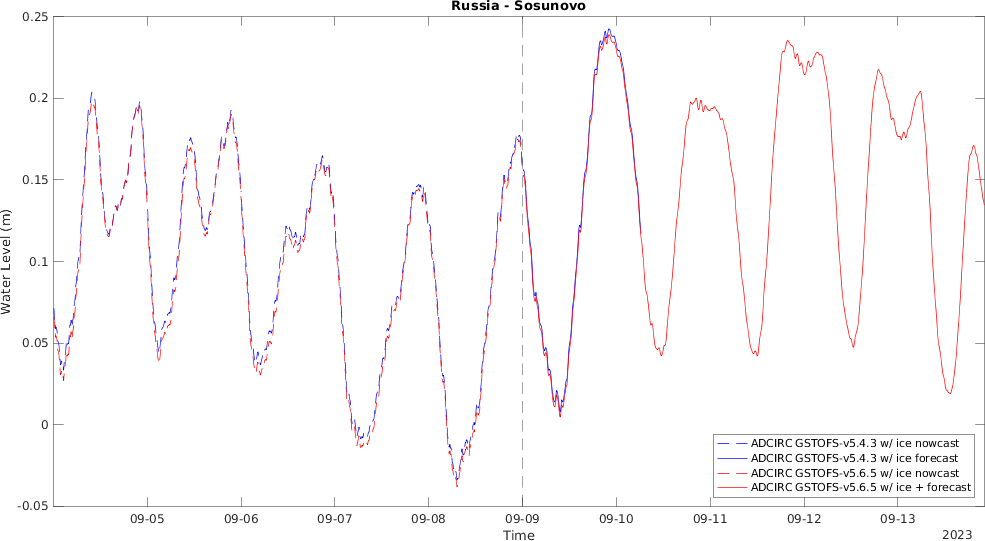 Russia - Sosunovo
0.25
0.2
0.15
0.1
0.05
0
-0.05
Water Level (m)
09-05 09-06 09-07 09-08 09-09 09-10 09-11 09-12 09-13
Time
2023
ADCIRC GSTOFS-v5.4.3 w/ ice nowcast
ADCIRC GSTOFS-v5.4.3 w/ ice forecast
ADCIRC GSTOFS-v5.6.5 w/ ice nowcast
ADCIRC GSTOFS-v5.6.5 w/ ice + forecast